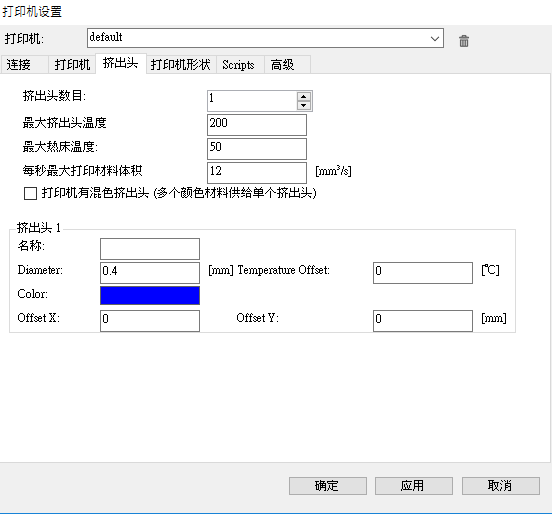 打印机设置
打印机: default
连接 打印机 挤出头 打印机形状 Scripts 高级
挤出头数目: 1
最大挤出头温度 200
最大热床温度: 50
每秒最大打印材料体积 12 [mm³/s]
打印机有混色挤出头 (多个颜色材料供给单个挤出头)
挤出头 1
名称:
Diameter: 0.4 [mm] Temperature Offset: 0 [℃]
Color:
Offset X: 0 Offset Y: 0 [mm]
确定 应用 取消